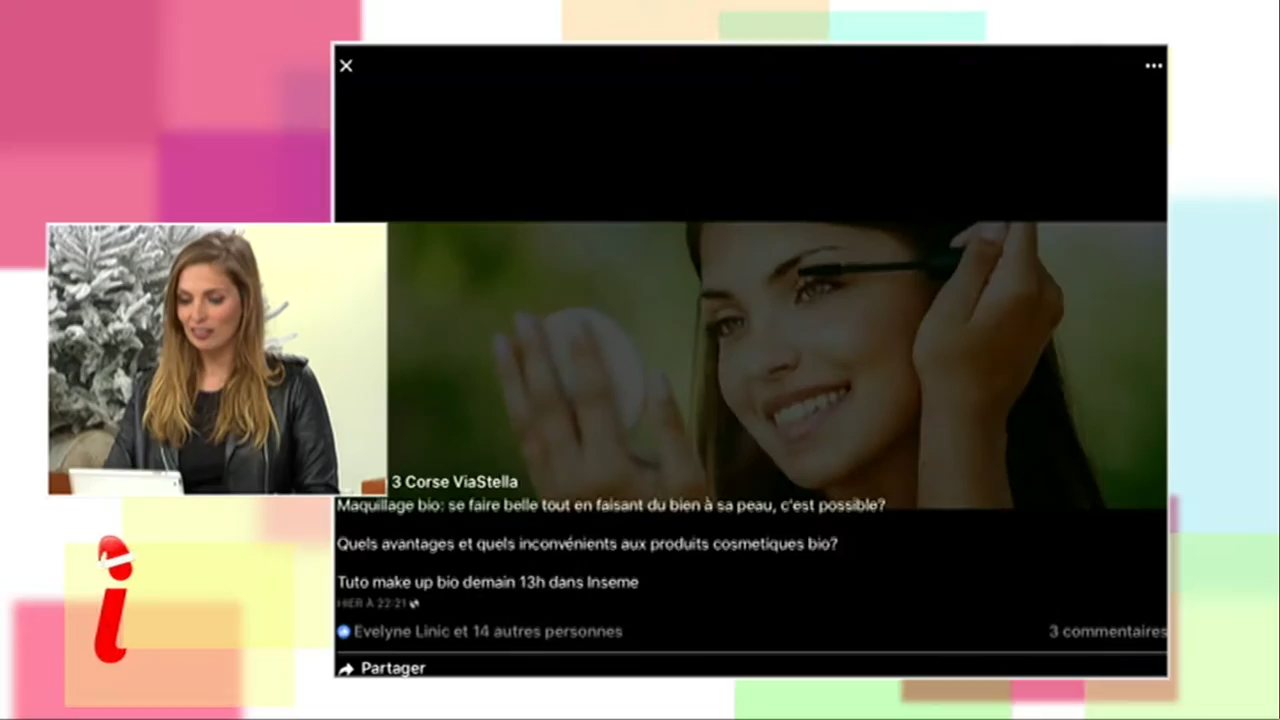 3 Corse ViaStella
Maquillage bio: se faire belle tout en faisant du bien à sa peau, c'est possible?
Quels avantages et quels inconvénients aux produits cosmetiques bio?
Tuto make up bio demain 13h dans Inseme
HIER À 22:21
Evelyne Linic et 14 autres personnes
3 commentaires
Partager
i